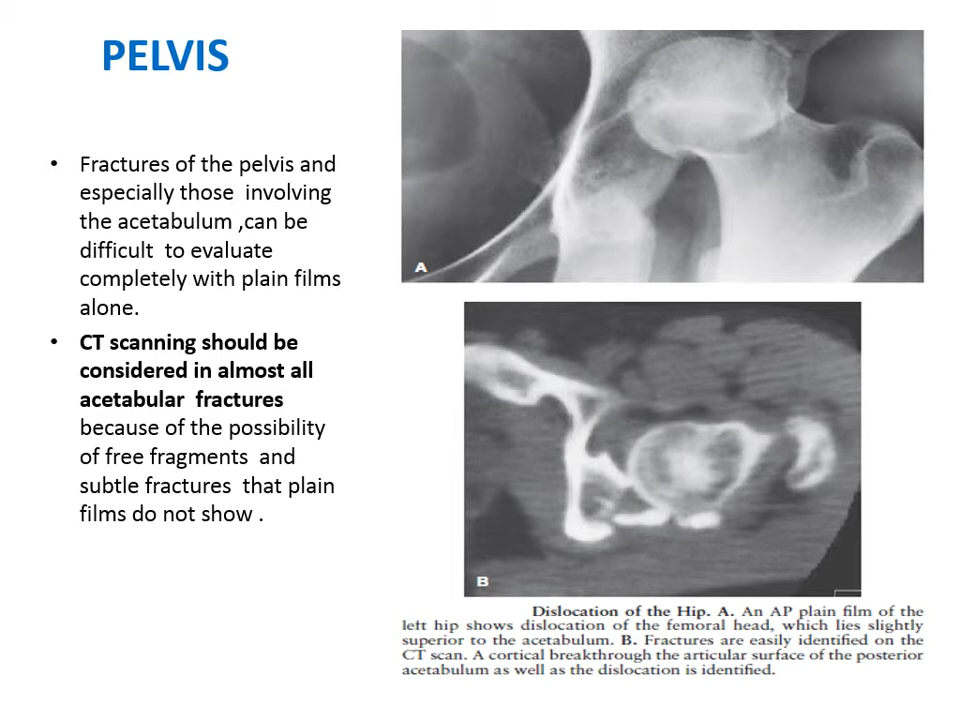 PELVIS
• Fractures of the pelvis and
especially those involving
the acetabulum ,can be
difficult to evaluate
completely with plain films
alone.
• CT scanning should be
considered in almost all
acetabular fractures
because of the possibility
of free fragments and
subtle fractures that plain
films do not show .
A
B
Dislocation of the Hip. A. An AP plain film of the
left hip shows dislocation of the femoral head, which lies slightly
superior to the acetabulum. B. Fractures are easily identified on the
CT scan. A cortical breakthrough the articular surface of the posterior
acetabulum as well as the dislocation is identified.